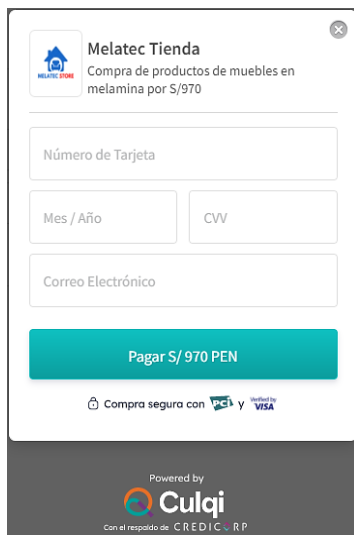 Melatec Tienda
Compra de productos de muebles en
melamina por S/970
MELATEC STORE
Número de Tarjeta
Mes / Año
CVV
Correo Electrónico
Pagar S/ 970 PEN
Compra segura con PCI y Verified by VISA
Powered by
Culqi
Con el respaldo de CREDICORP